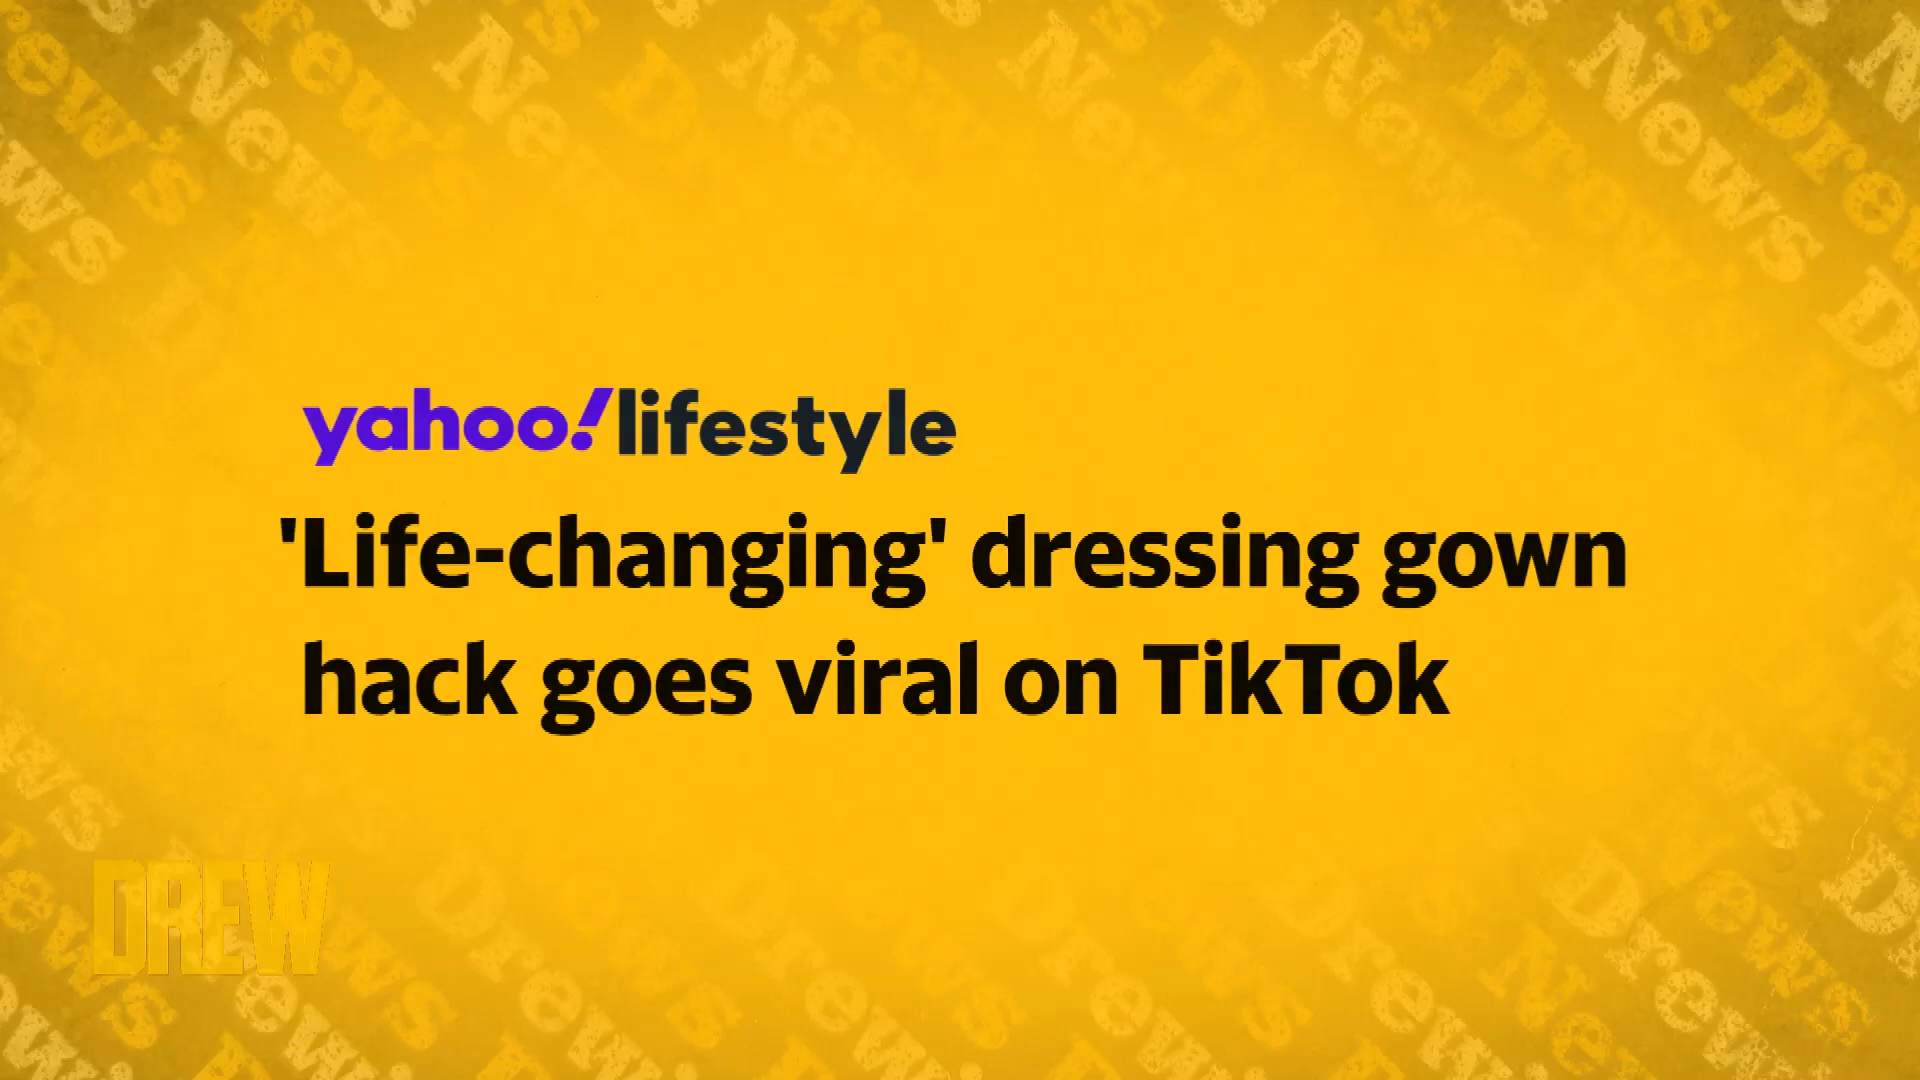 yahoo!lifestyle
'Life-changing' dressing gown
hack goes viral on TikTok
DREW